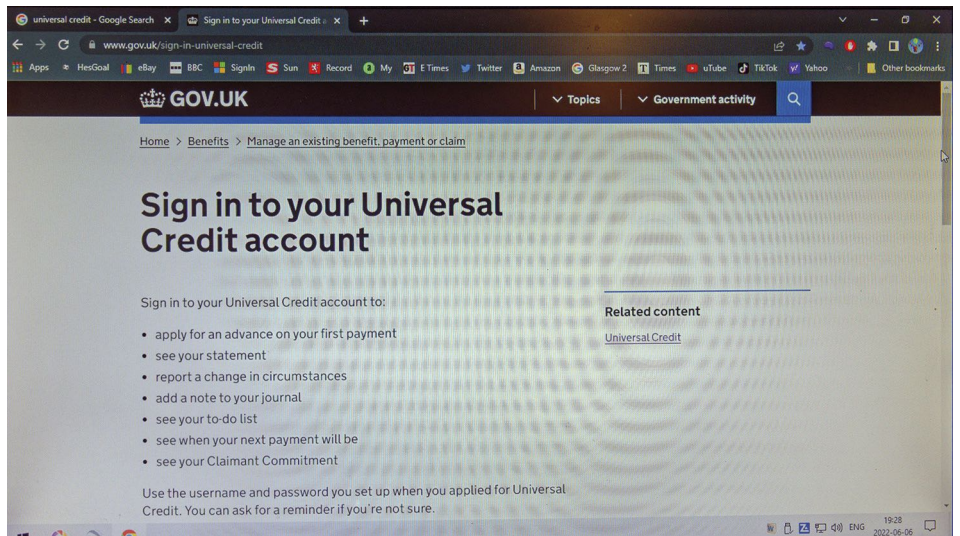 universal credit - Google Search
Sign in to your Universal Credit a
www.gov.uk/sign-in-universal-credit
Apps HesGoal eBay BBC SignIn Sun Record My E Times Twitter Amazon Glasgow 2 Times uTube TikTok Yahoo Other bookmarks
GOV.UK Topics Government activity
Home > Benefits > Manage an existing benefit, payment or claim
Sign in to your Universal
Credit account
Sign in to your Universal Credit account to:
• apply for an advance on your first payment
• see your statement
• report a change in circumstances
• add a note to your journal
• see your to-do list
• see when your next payment will be
• see your Claimant Commitment
Use the username and password you set up when you applied for Universal
Credit. You can ask for a reminder if you're not sure.
Related content
Universal Credit
ENG
19:28
2022-06-06